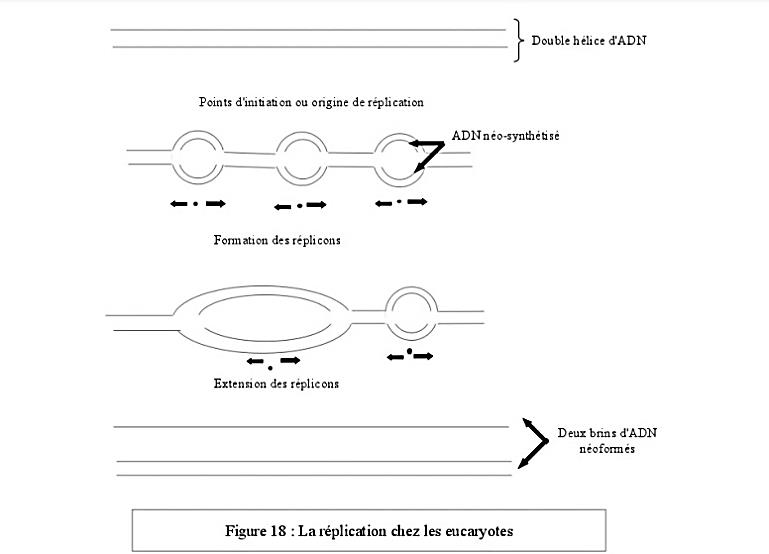 Double hélice d'ADN
Points d'initiation ou origine de réplication
ADN néo-synthétisé
Formation des réplicons
Extension des réplicons
Deux brins d'ADN
néoformés
Figure 18 : La réplication chez les eucaryotes